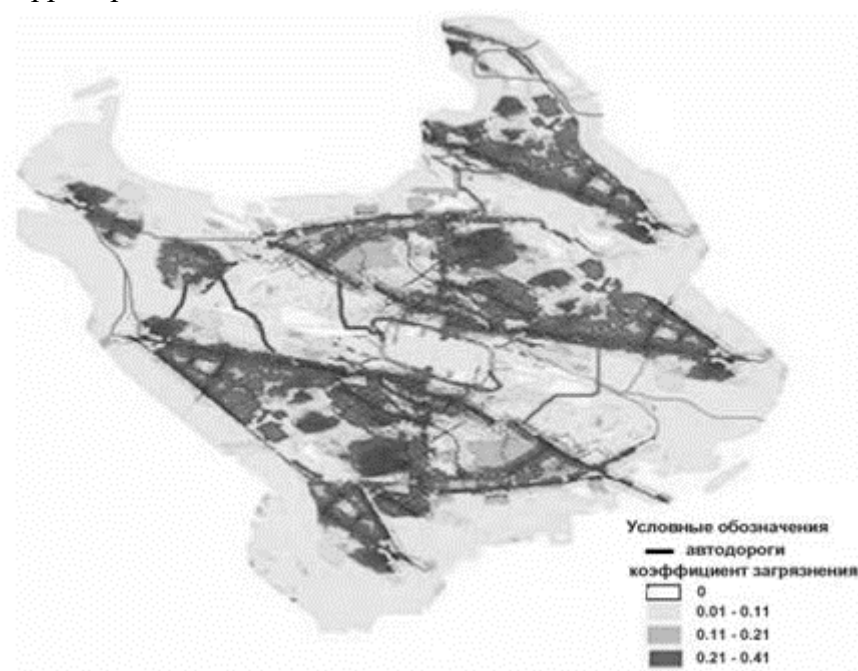 Условные обозначения
автодороги
коэффициент загрязнения
0
0.01 - 0.11
0.11 - 0.21
0.21 - 0.41